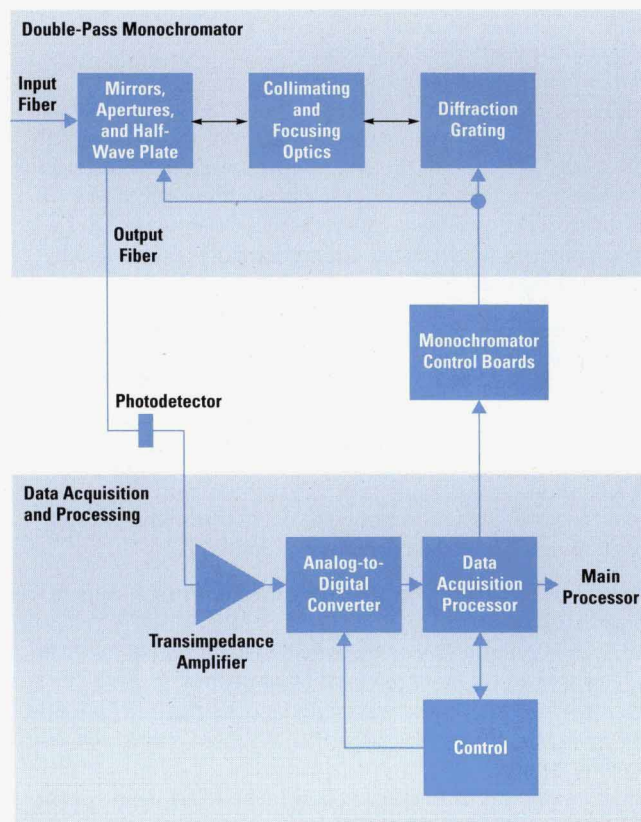 Double-Pass Monochromator
Input
Fiber
Mirrors,
Apertures,
and Half-
Wave Plate
Collimating
and
Focusing
Optics
Diffraction
Grating
Output
Fiber
Monochromator
Control Boards
Photodetector
Data Acquisition
and Processing
Transimpedance
Amplifier
Analog-to-
Digital
Converter
Data
Acquisition
Processor
Main
Processor
Control